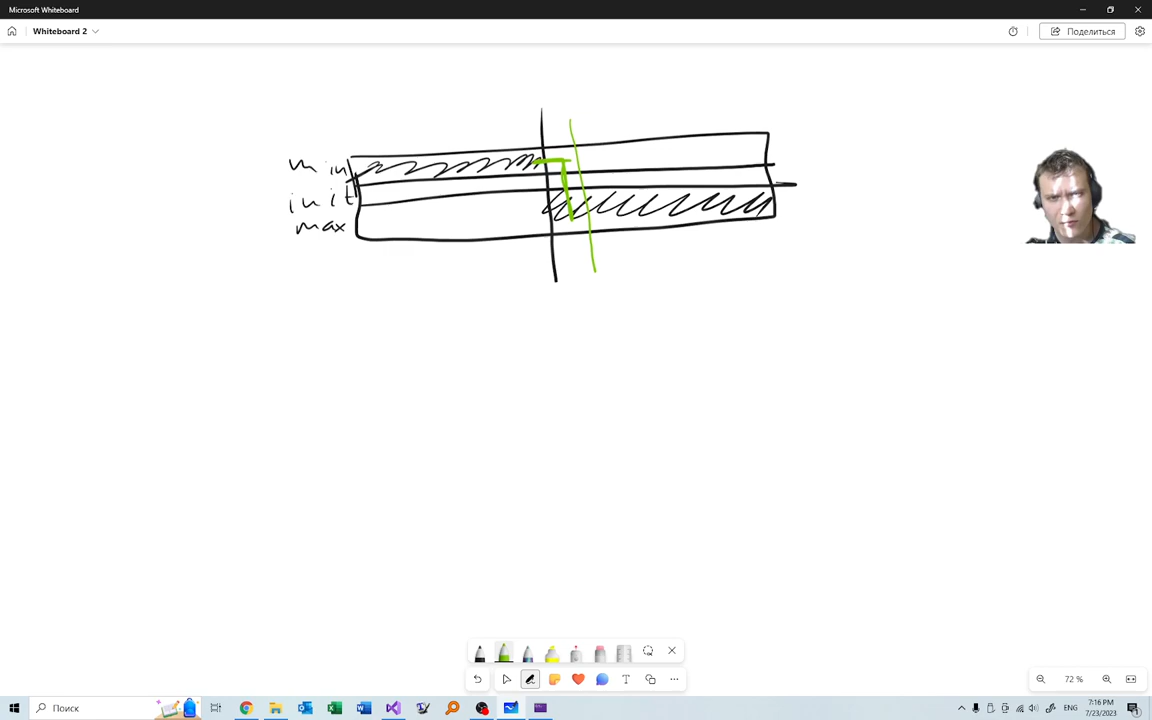 Microsoft Whiteboard
Whiteboard 2
Поделиться
min
init
max
72 %
Поиск
ENG
7:16 PM
7/23/2023